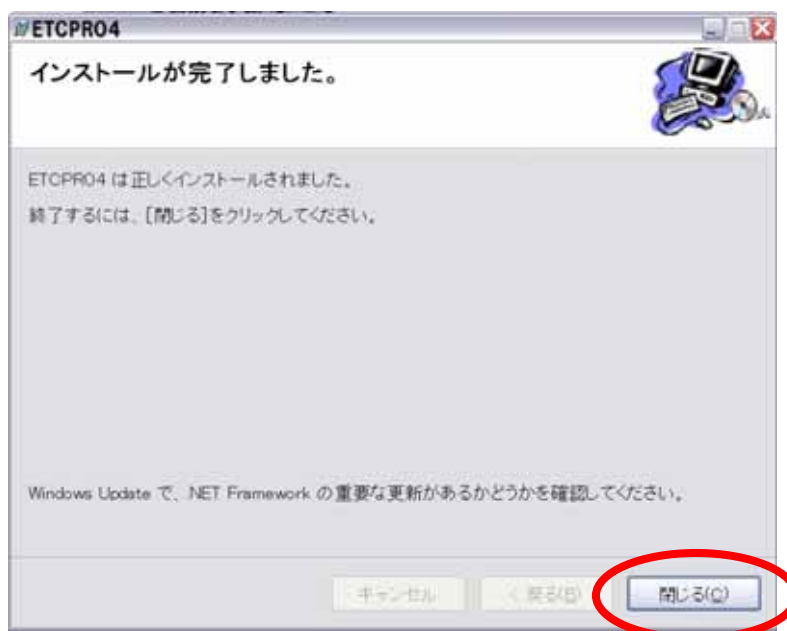 ETCPRO4
インストールが完了しました。
ETCPRO4 は正しくインストールされました。
終了するには、[閉じる]をクリックしてください。
Windows Update で、.NET Framework の重要な更新があるかどうかを確認してください。
キャンセル
< 戻る(B)
閉じる(C)